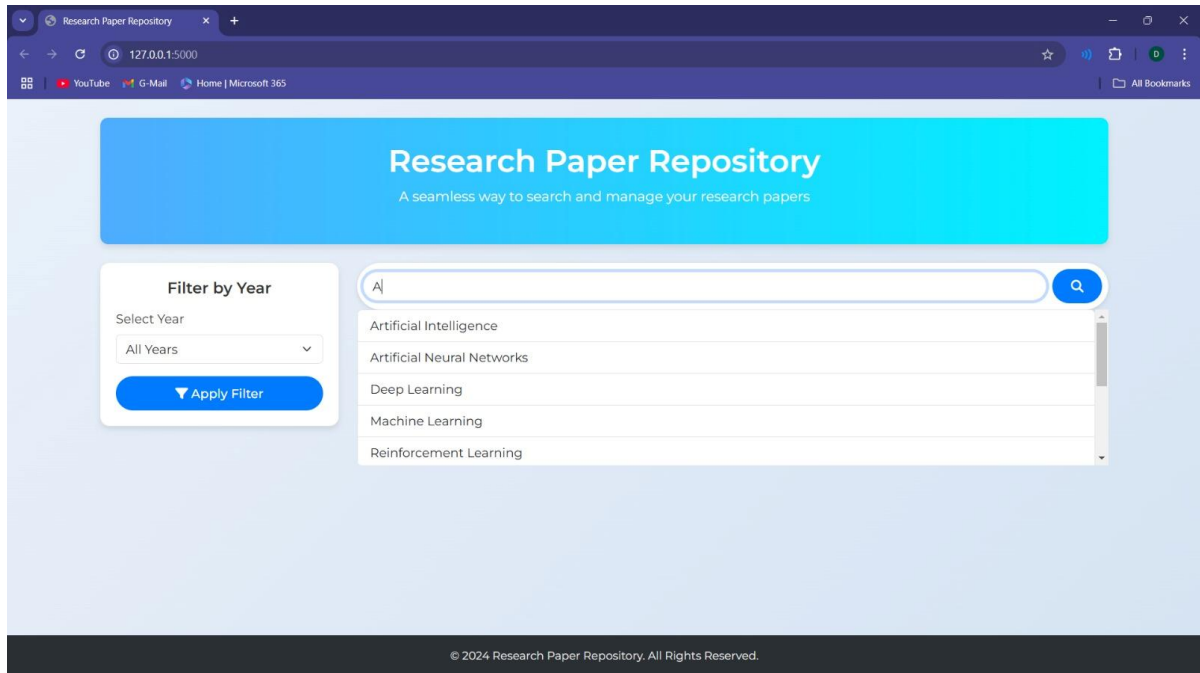 Research Paper Repository
127.0.0.1:5000
D
YouTube G-Mail Home | Microsoft 365 All Bookmarks
Research Paper Repository
A seamless way to search and manage your research papers
Filter by Year
Select Year
All Years
Apply Filter
A
Artificial Intelligence
Artificial Neural Networks
Deep Learning
Machine Learning
Reinforcement Learning
© 2024 Research Paper Repository. All Rights Reserved.